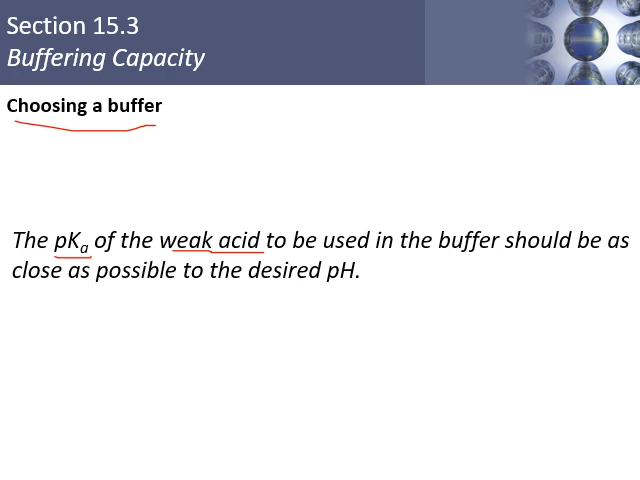 Section 15.3
Buffering Capacity
Choosing a buffer
The pKₐ of the weak acid to be used in the buffer should be as
close as possible to the desired pH.